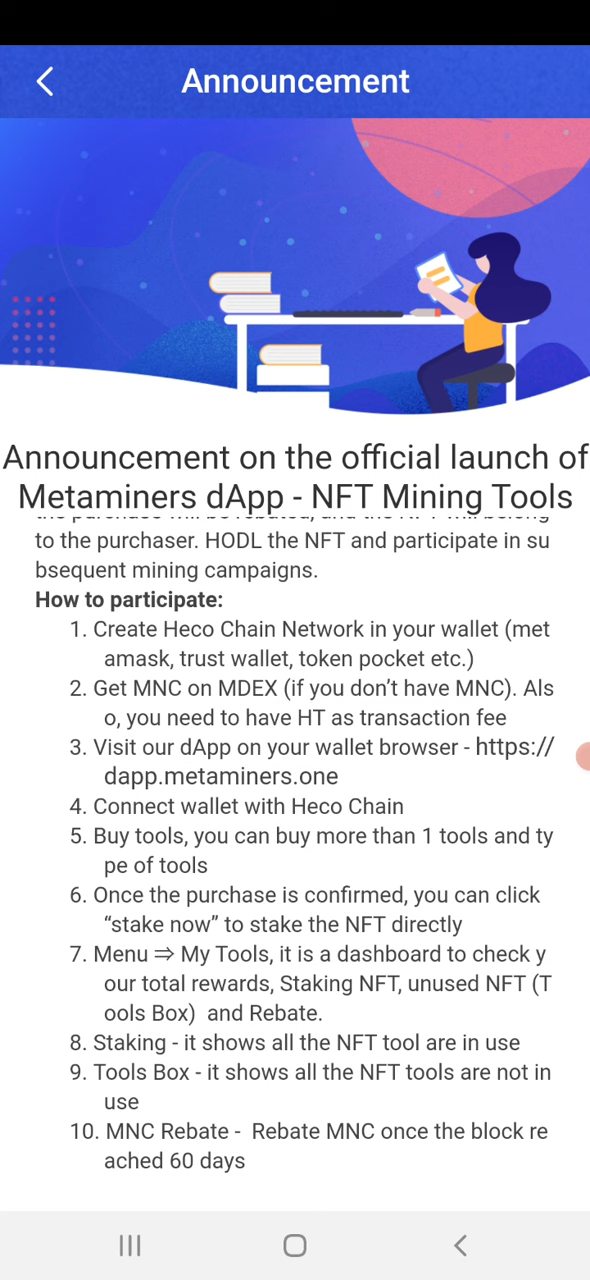 Announcement
Announcement on the official launch of
Metaminers dApp - NFT Mining Tools
to the purchaser. HODL the NFT and participate in su
bsequent mining campaigns.
How to participate:
1. Create Heco Chain Network in your wallet (met
amask, trust wallet, token pocket etc.)
2. Get MNC on MDEX (if you don’t have MNC). Als
o, you need to have HT as transaction fee
3. Visit our dApp on your wallet browser - https://
dapp.metaminers.one
4. Connect wallet with Heco Chain
5. Buy tools, you can buy more than 1 tools and ty
pe of tools
6. Once the purchase is confirmed, you can click
“stake now” to stake the NFT directly
7. Menu ⇒ My Tools, it is a dashboard to check y
our total rewards, Staking NFT, unused NFT (T
ools Box)  and Rebate.
8. Staking - it shows all the NFT tool are in use
9. Tools Box - it shows all the NFT tools are not in
use
10. MNC Rebate -  Rebate MNC once the block re
ached 60 days